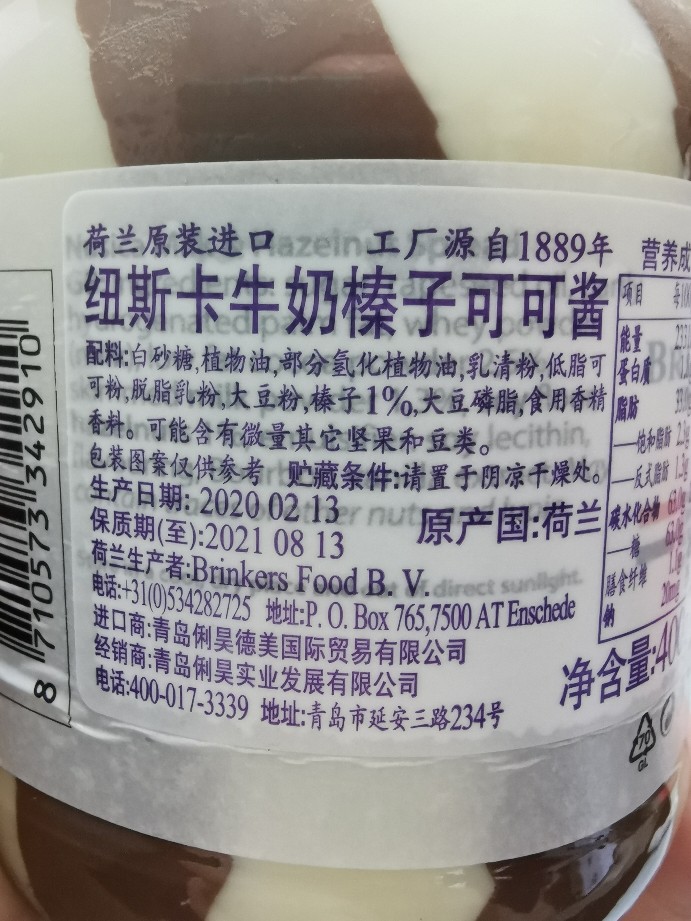 荷兰原装进口 工厂源自1889年
纽斯卡牛奶榛子可可酱
配料:白砂糖,植物油,部分氢化植物油,乳清粉,低脂可
可粉,脱脂乳粉,大豆粉,榛子1%,大豆磷脂,食用香精
香料。可能含有微量其它坚果和豆类。
包装图案仅供参考 贮藏条件:请置于阴凉干燥处。
生产日期: 2020 02 13
保质期(至):2021 08 13
原产国:荷兰
荷兰生产者:Brinkers Food B. V.
电话:+31(0)534282725 地址:P. O. Box 765,7500 AT Enschede
进口商:青岛俐昊德美国际贸易有限公司
经销商:青岛俐昊实业发展有限公司
电话:400-017-3339 地址:青岛市延安三路234号
营养成
项目
能量
蛋白质
脂肪
—饱和脂肪
—反式脂肪
碳水化合物
—糖
膳食纤维
钠
净含量:
8 710573 342910
70
GL